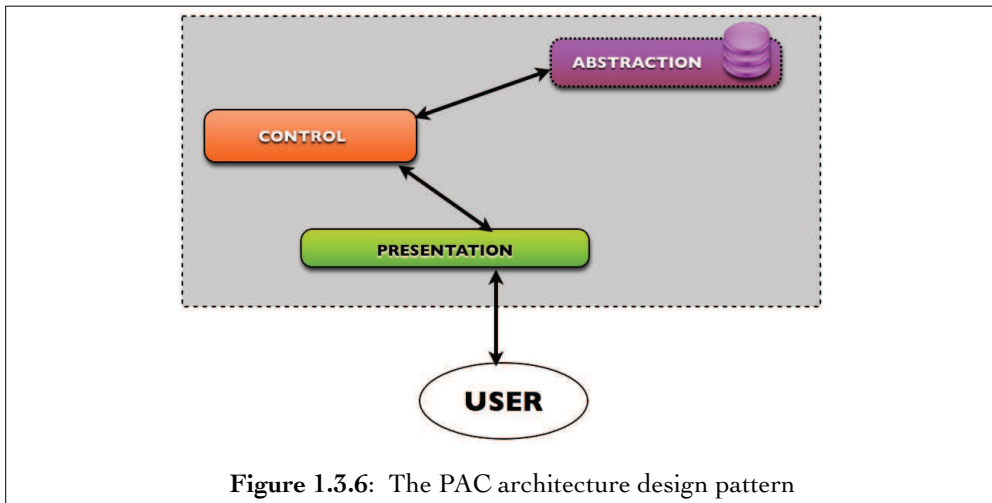 ABSTRACTION
CONTROL
PRESENTATION
USER
Figure 1.3.6: The PAC architecture design pattern